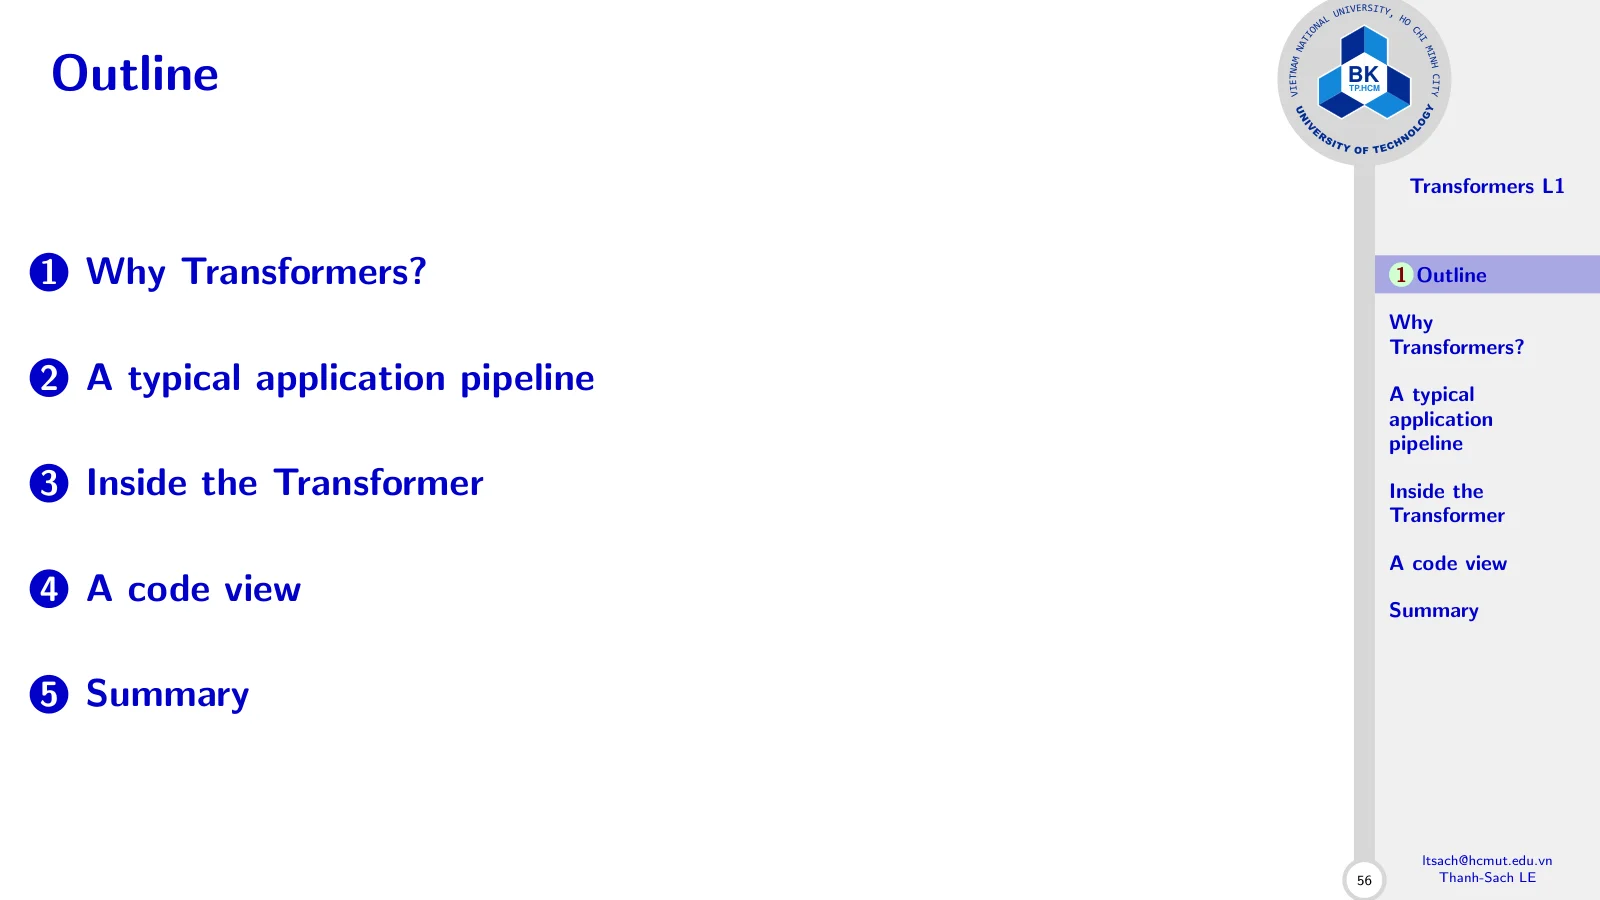 Outline
1 Why Transformers?
2 A typical application pipeline
3 Inside the Transformer
4 A code view
5 Summary
VIETNAM NATIONAL UNIVERSITY, HO CHI MINH CITY
BK
TP.HCM
UNIVERSITY OF TECHNOLOGY
Transformers L1
1 Outline
Why
Transformers?
A typical
application
pipeline
Inside the
Transformer
A code view
Summary
ltsach@hcmut.edu.vn
Thanh-Sach LE
56